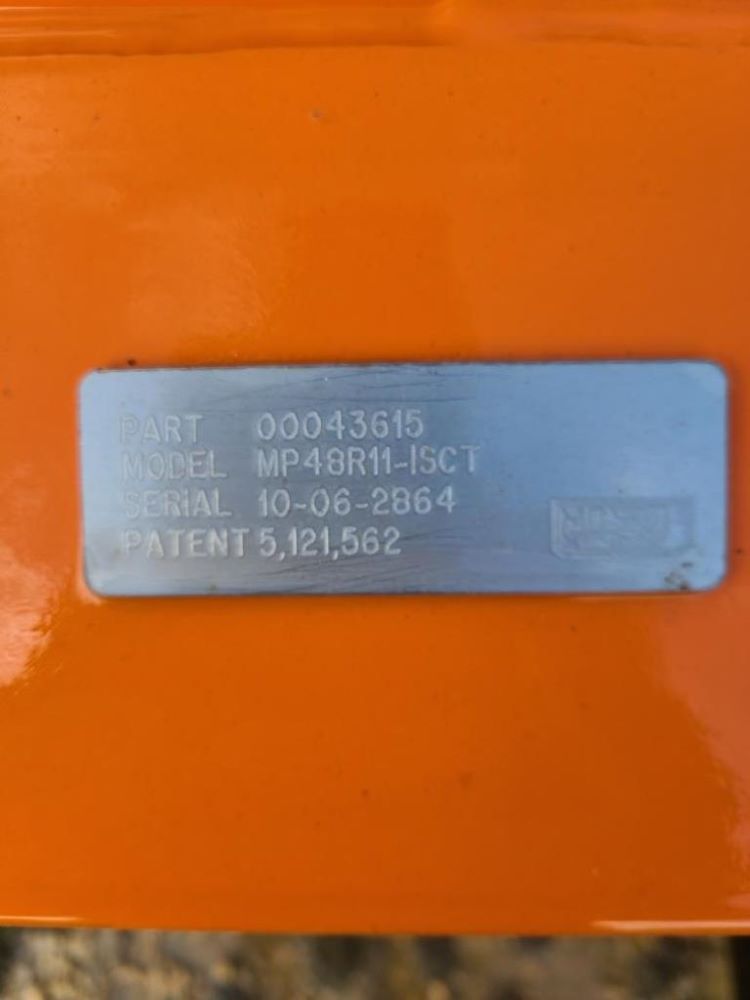 PART 00043615
MODEL MP48R11-ISCT
SERIAL 10-06-2864
PATENT 5,121,562